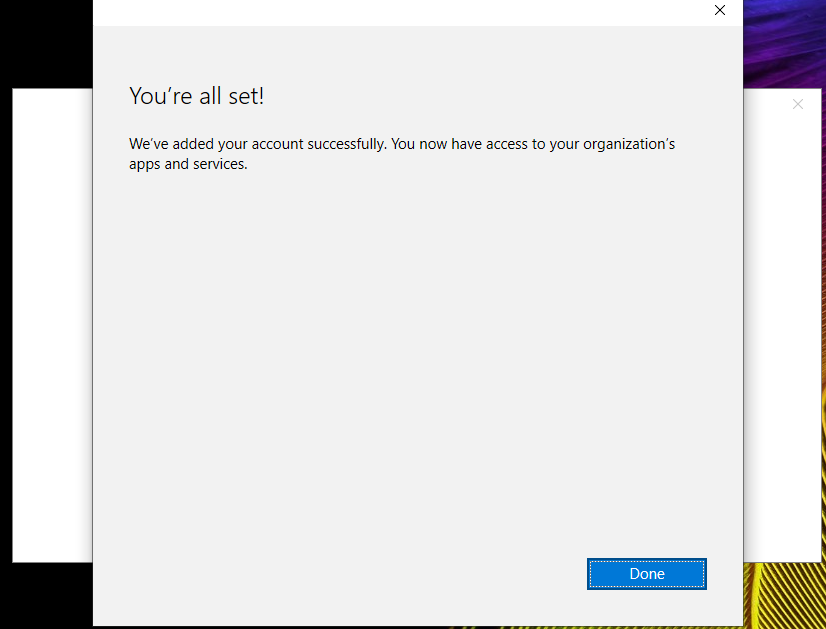 You’re all set!
We’ve added your account successfully. You now have access to your organization’s
apps and services.
Done